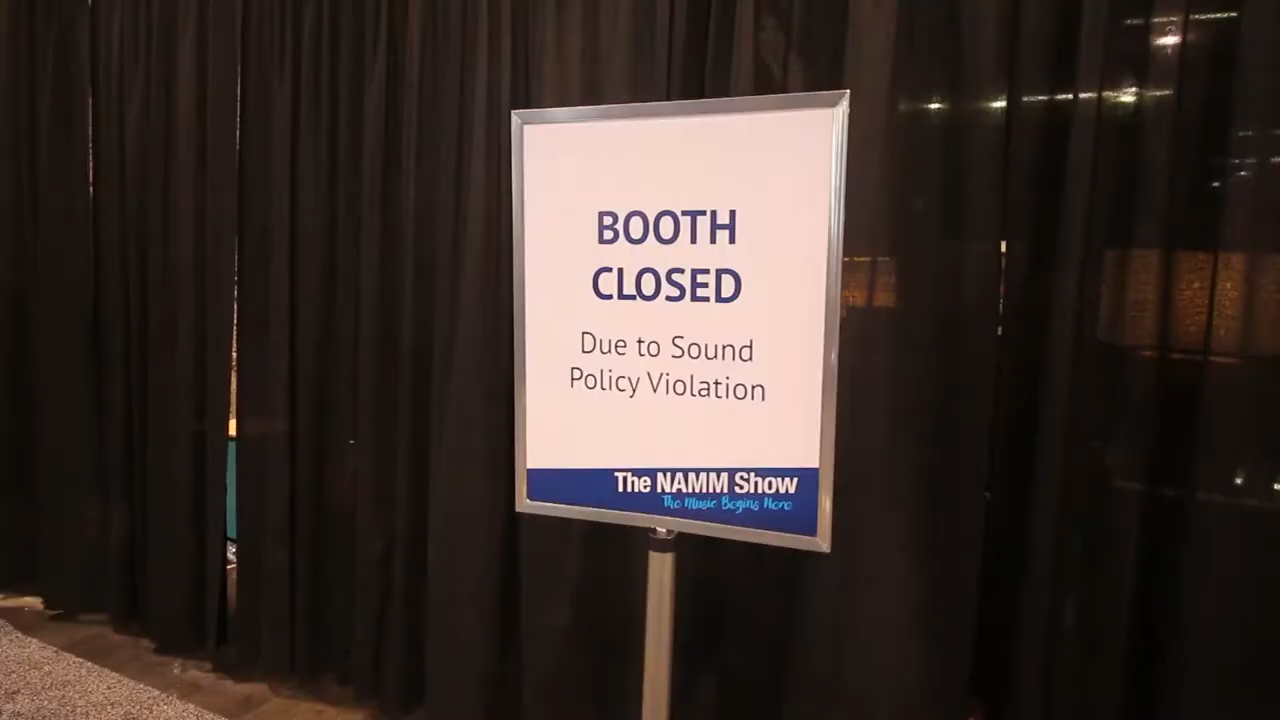 BOOTH
CLOSED
Due to Sound
Policy Violation
The NAMM Show
The Music Begins Here